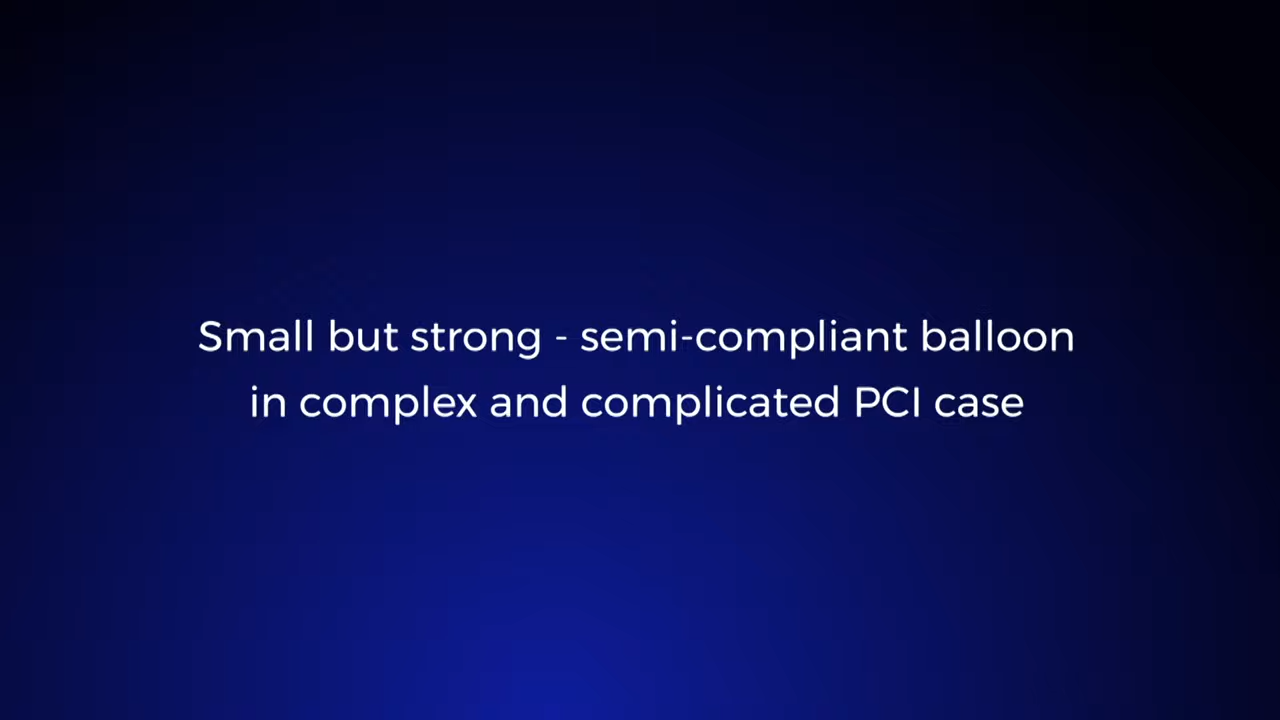 Small but strong - semi-compliant balloon
in complex and complicated PCI case